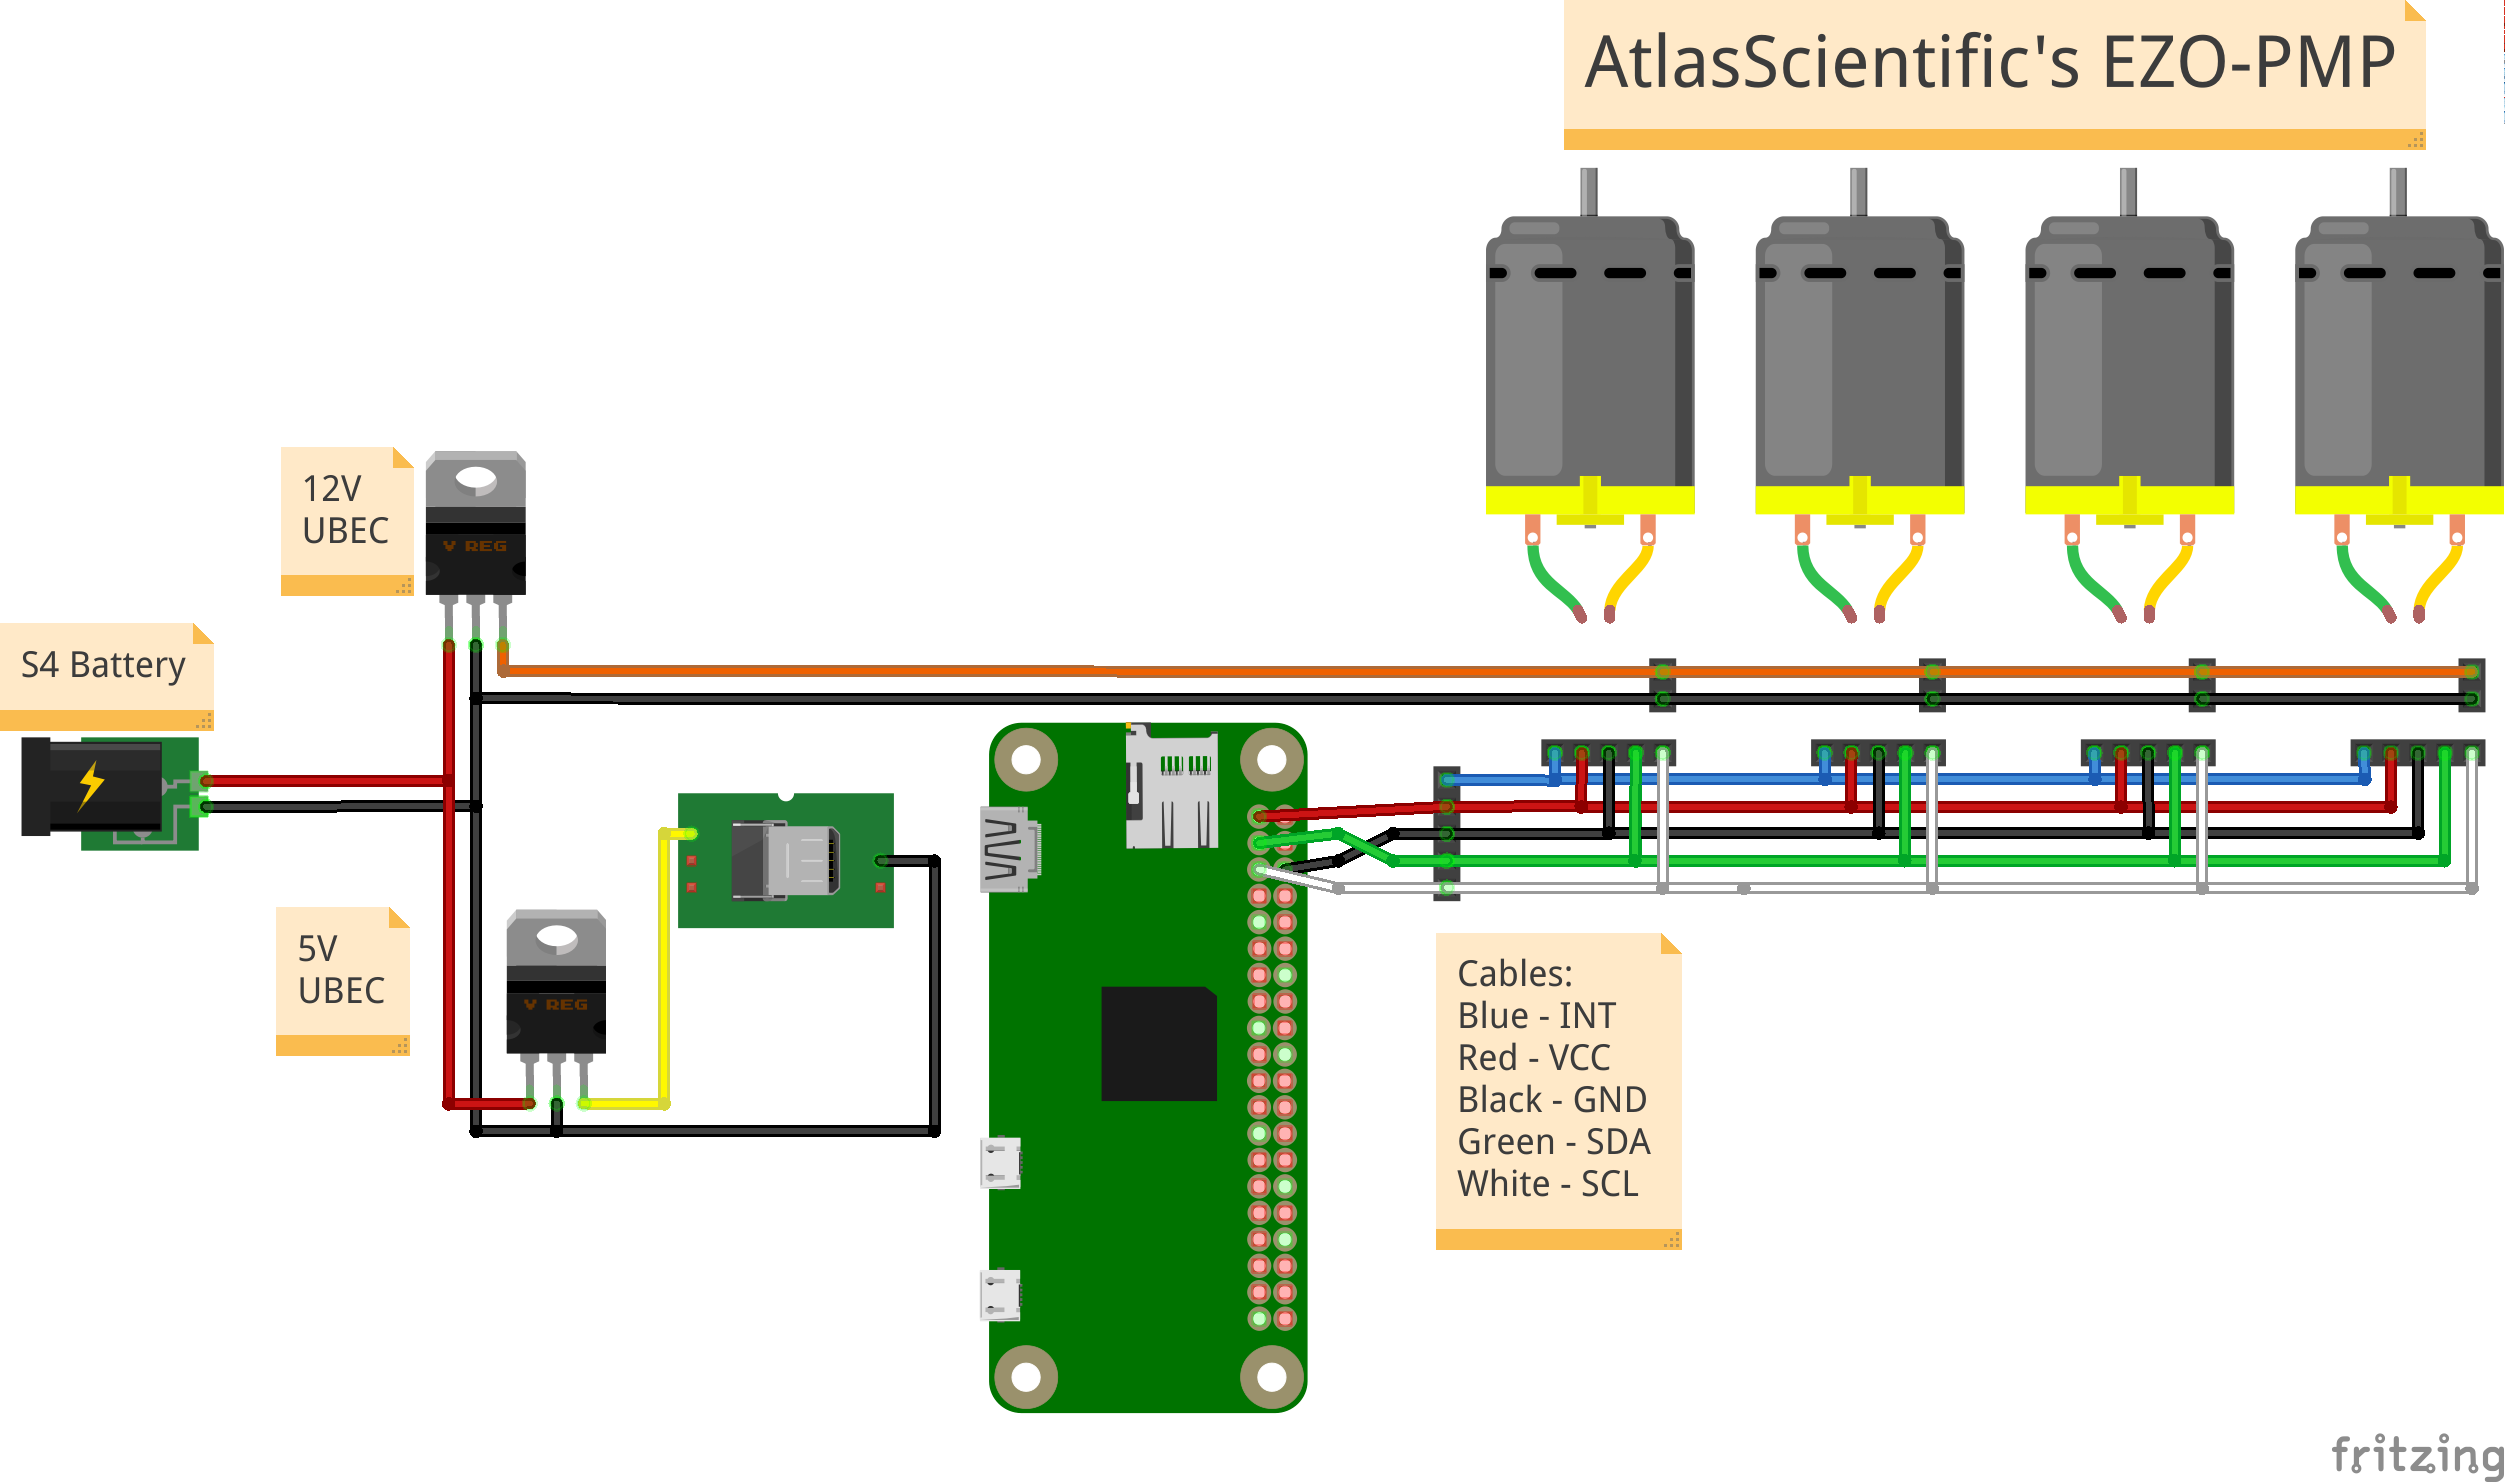 AtlasScientific's EZO-PMP
12V
UBEC
V REG
S4 Battery
5V
UBEC
V REG
Cables:
Blue - INT
Red - VCC
Black - GND
Green - SDA
White - SCL
fritzing